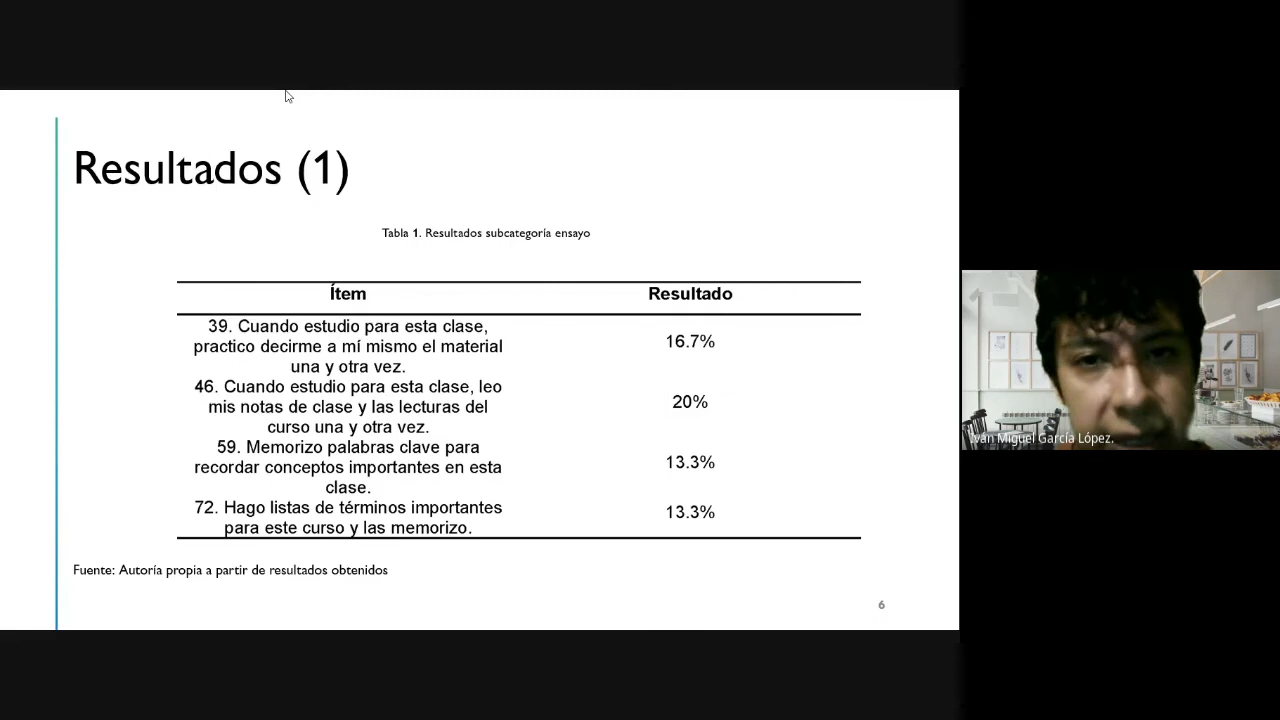 Resultados (1)
Tabla 1. Resultados subcategoría ensayo
Ítem Resultado
39. Cuando estudio para esta clase,
practico decirme a mí mismo el material
una y otra vez.
16.7%
46. Cuando estudio para esta clase, leo
mis notas de clase y las lecturas del
curso una y otra vez.
20%
59. Memorizo palabras clave para
recordar conceptos importantes en esta
clase.
13.3%
72. Hago listas de términos importantes
para este curso y las memorizo.
13.3%
Fuente: Autoría propia a partir de resultados obtenidos
6
Miguel García López.